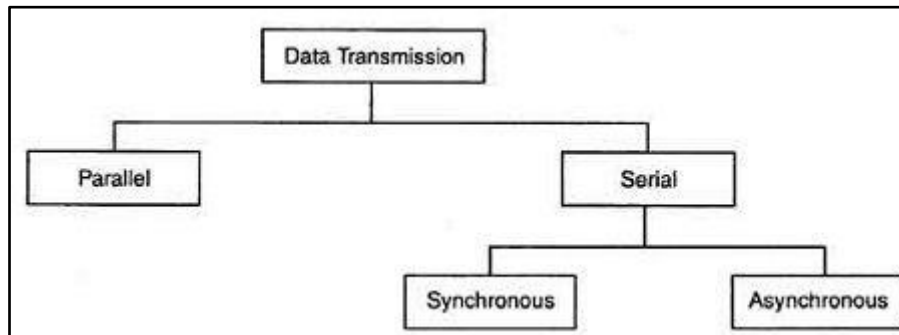 Data Transmission
Parallel
Serial
Synchronous
Asynchronous